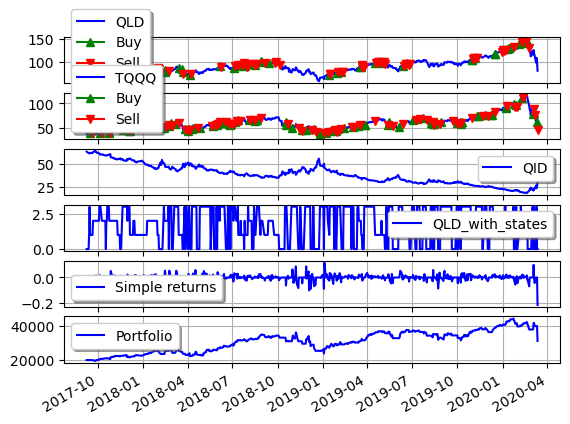 QLD
Buy
Sell
150
100
TQQQ
Buy
Sell
100
50
QID
50
25
QLD_with_states
2.5
0.0
Simple returns
0.0
−0.2
Portfolio
40000
20000
2017-10 2018-01 2018-04 2018-07 2018-10 2019-01 2019-04 2019-07 2019-10 2020-01 2020-04